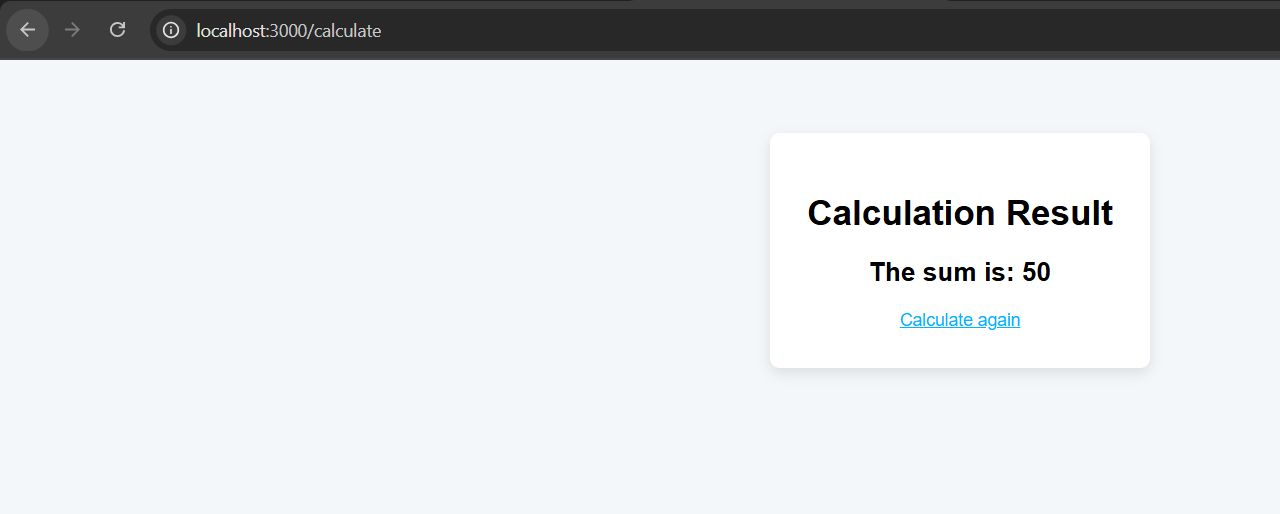 localhost:3000/calculate
Calculation Result
The sum is: 50
Calculate again